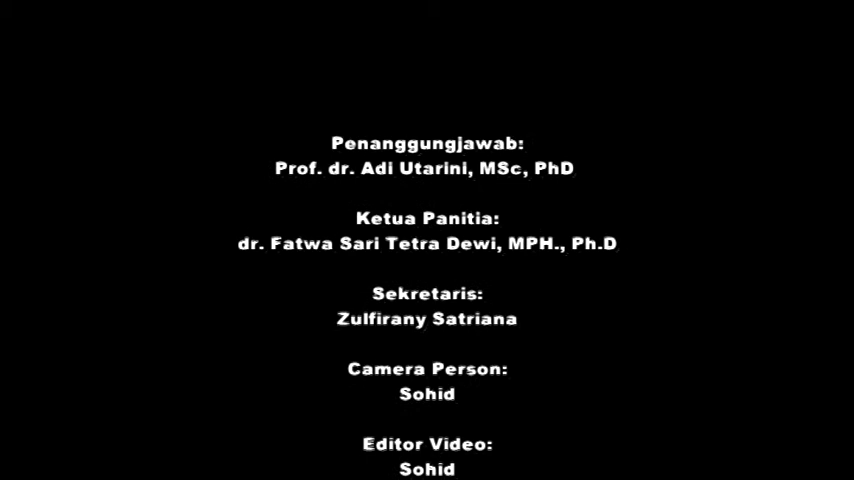 Penanggungjawab:
Prof. dr. Adi Utarini, MSc, PhD
Ketua Panitia:
dr. Fatwa Sari Tetra Dewi, MPH., Ph.D
Sekretaris:
Zulfirany Satriana
Camera Person:
Sohid
Editor Video:
Sohid